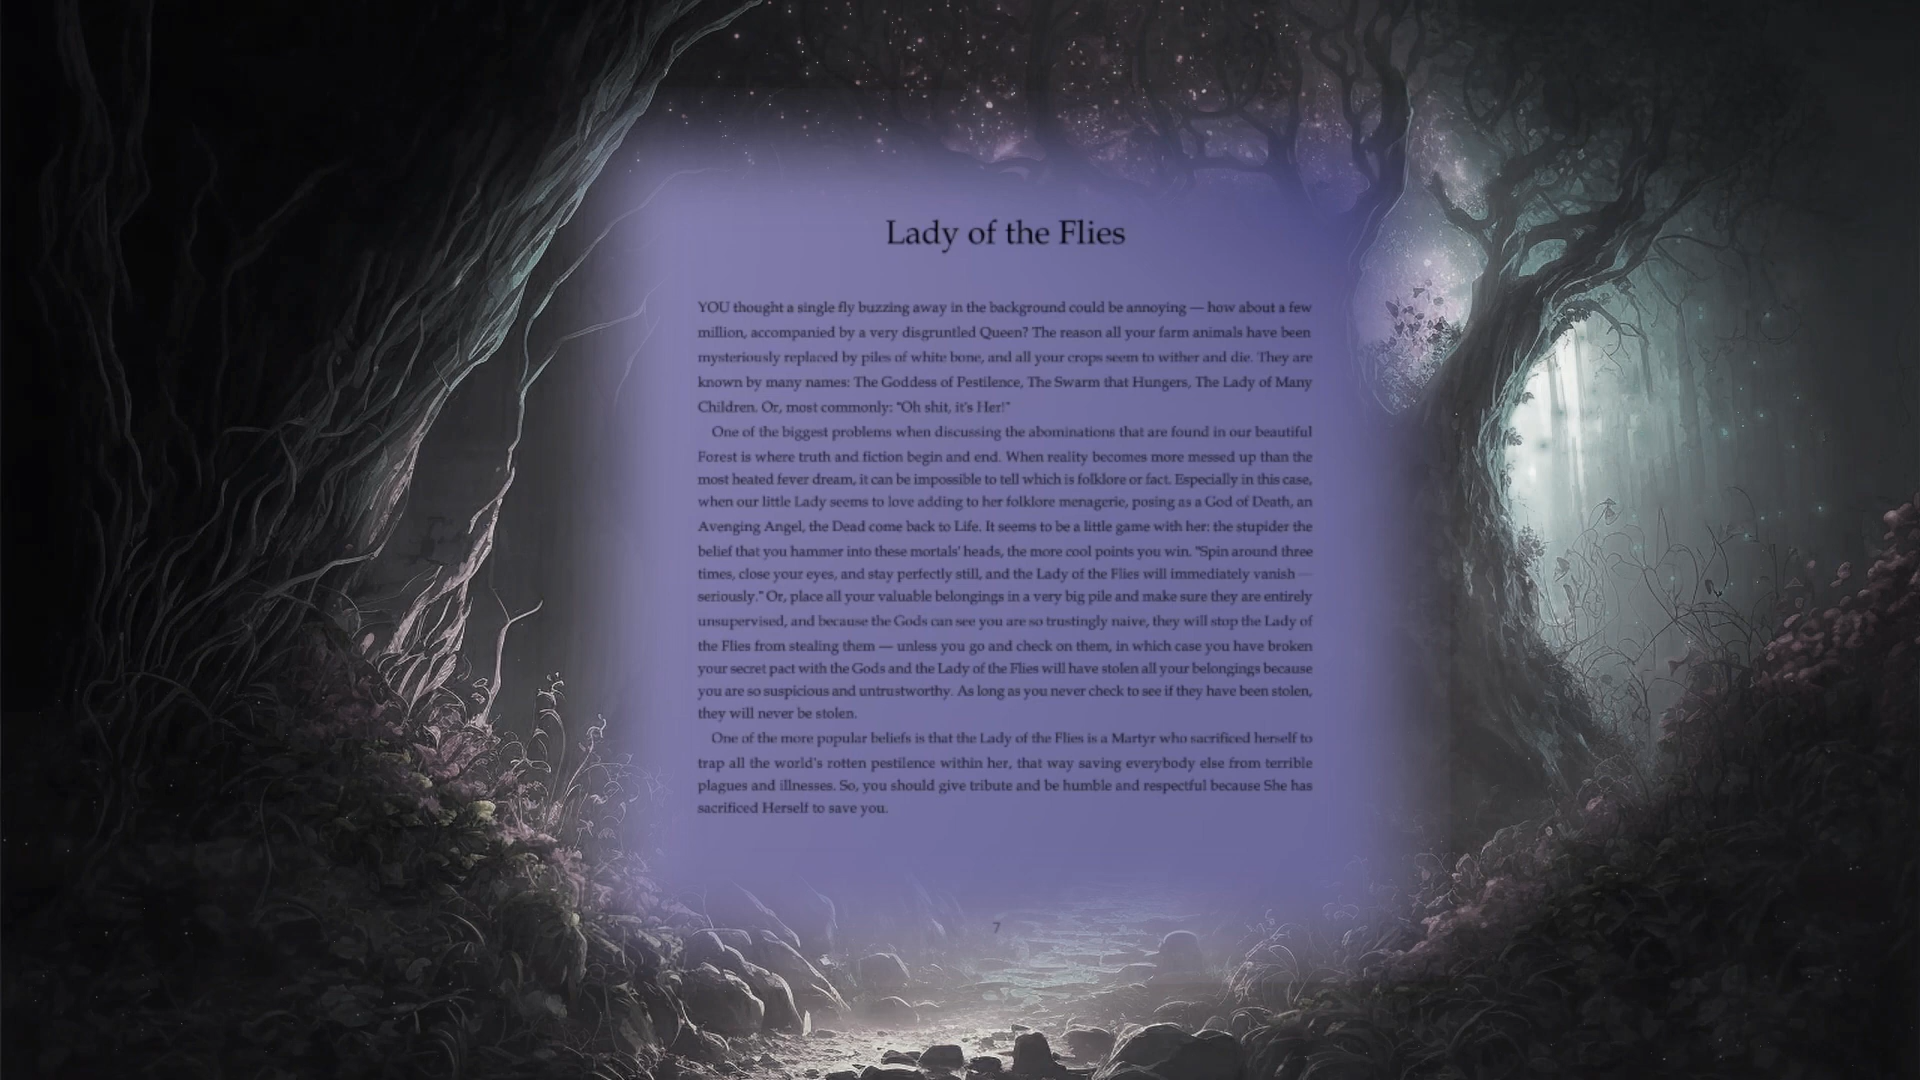 Lady of the Flies
YOU thought a single fly buzzing away in the background could be annoying — how about a few
million, accompanied by a very disgruntled Queen? The reason all your farm animals have been
mysteriously replaced by piles of white bone, and all your crops seem to wither and die. They are
known by many names: The Goddess of Pestilence, The Swarm that Hungers, The Lady of Many
Children. Or, most commonly: "Oh shit, it's Her!"
One of the biggest problems when discussing the abominations that are found in our beautiful
Forest is where truth and fiction begin and end. When reality becomes more messed up than the
most heated fever dream, it can be impossible to tell which is folklore or fact. Especially in this case,
when our little Lady seems to love adding to her folklore menagerie, posing as a God of Death, an
Avenging Angel, the Dead come back to Life. It seems to be a little game with her: the stupider the
belief that you hammer into these mortals' heads, the more cool points you win. "Spin around three
times, close your eyes, and stay perfectly still, and the Lady of the Flies will immediately vanish —
seriously." Or, place all your valuable belongings in a very big pile and make sure they are entirely
unsupervised, and because the Gods can see you are so trustingly naive, they will stop the Lady of
the Flies from stealing them — unless you go and check on them, in which case you have broken
your secret pact with the Gods and the Lady of the Flies will have stolen all your belongings because
you are so suspicious and untrustworthy. As long as you never check to see if they have been stolen,
they will never be stolen.
One of the more popular beliefs is that the Lady of the Flies is a Martyr who sacrificed herself to
trap all the world's rotten pestilence within her, that way saving everybody else from terrible
plagues and illnesses. So, you should give tribute and be humble and respectful because She has
sacrificed Herself to save you.
7